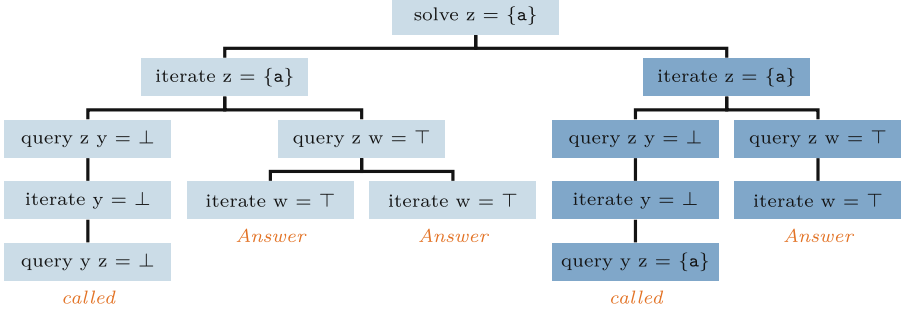 solve z = {a}
iterate z = {a}
iterate z = {a}
query z y = ⊥
query z w = ⊤
query z y = ⊥
query z w = ⊤
iterate y = ⊥
iterate w = ⊤
iterate w = ⊤
iterate y = ⊥
iterate w = ⊤
Answer
Answer
Answer
query y z = ⊥
query y z = {a}
called
called